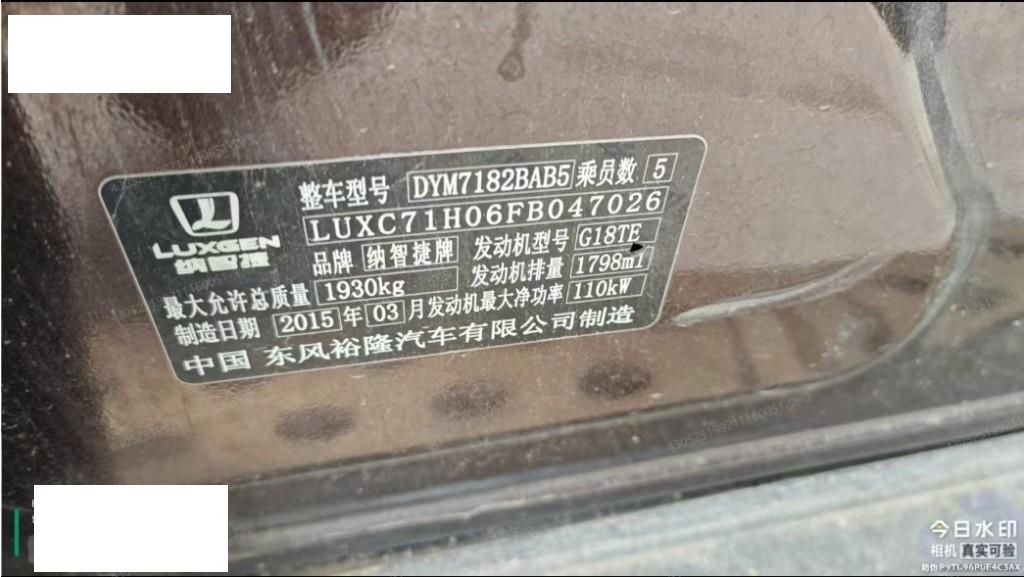 整车型号 DYM7182BAB5 乘员数 5
LUXC71H06FB047026
LUXGEN
纳智捷
品牌 纳智捷牌 发动机型号 G18TE
最大允许总质量 1930kg 发动机排量 1798ml
制造日期 2015 年 03 月 发动机最大净功率 110kW
中国 东风裕隆汽车有限公司制造
今日水印
相机 真实可验
防伪 P9TL96PUE4C3AX